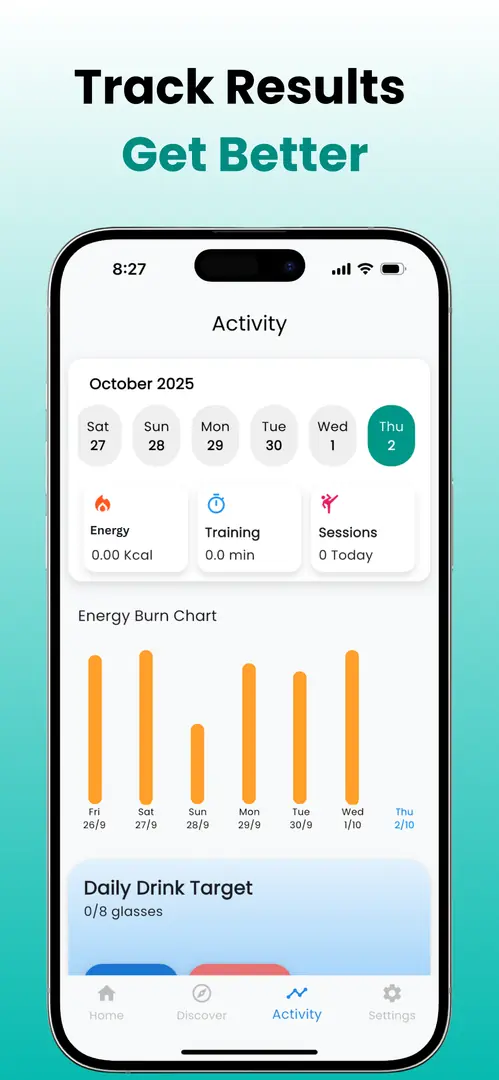 Track Results
Get Better
8:27
Activity
October 2025
Sat Sun Mon Tue Wed Thu
27 28 29 30 1 2
Energy Training Sessions
0.00 Kcal 0.0 min 0 Today
Energy Burn Chart
Fri Sat Sun Mon Tue Wed Thu
26/9 27/9 28/9 29/9 30/9 1/10 2/10
Daily Drink Target
0/8 glasses
Home Discover Activity Settings